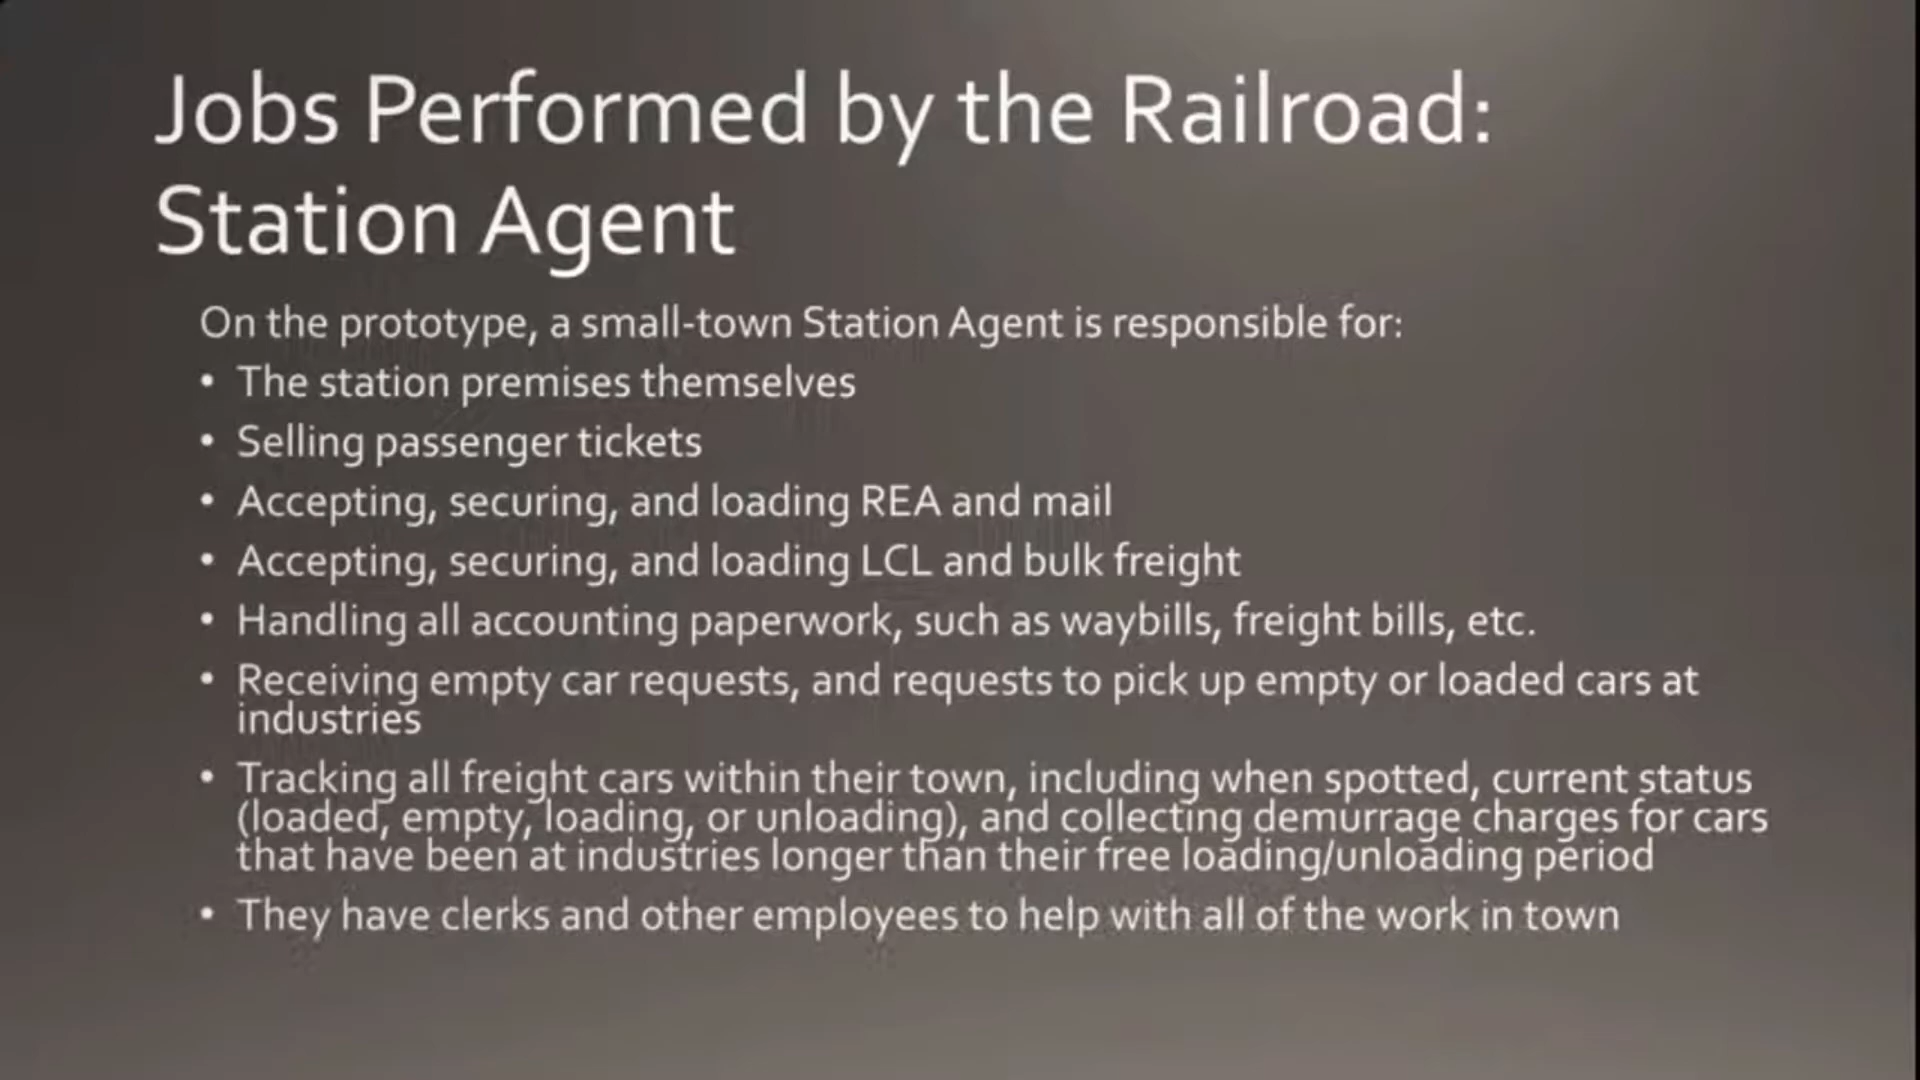 Jobs Performed by the Railroad:
Station Agent
On the prototype, a small-town Station Agent is responsible for:
• The station premises themselves
• Selling passenger tickets
• Accepting, securing, and loading REA and mail
• Accepting, securing, and loading LCL and bulk freight
• Handling all accounting paperwork, such as waybills, freight bills, etc.
• Receiving empty car requests, and requests to pick up empty or loaded cars at
industries
• Tracking all freight cars within their town, including when spotted, current status
(loaded, empty, loading, or unloading), and collecting demurrage charges for cars
that have been at industries longer than their free loading/unloading period
• They have clerks and other employees to help with all of the work in town